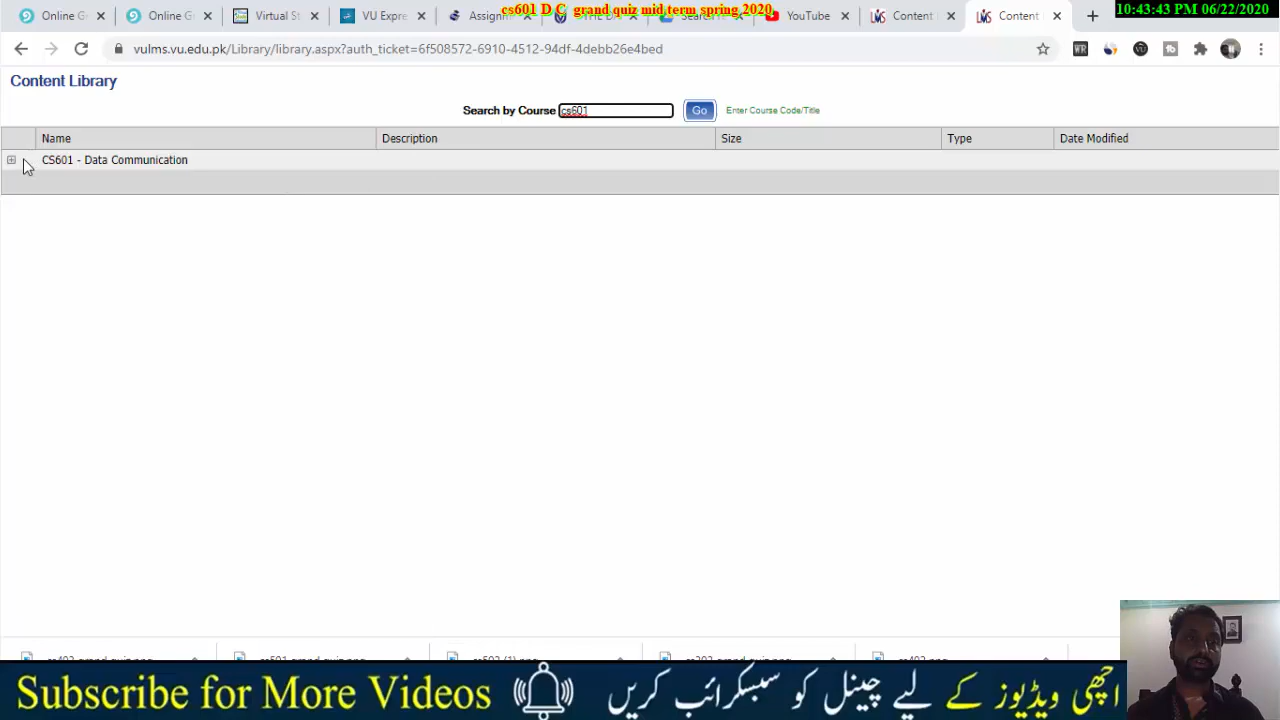 cs601 D C grand quiz mid term spring 2020
10:43:43 PM 06/22/2020
Online G
Online G
Virtual St
VU Expre
Assignm
YouTube
Content
Content
vulms.vu.edu.pk/Library/library.aspx?auth_ticket=6f508572-6910-4512-94df-4debb26e4bed
Content Library
Search by Course cs601 Go Enter Course Code/Title
Name Description Size Type Date Modified
CS601 - Data Communication
Subscribe for More Videos اچھی ویڈیوز کے لیے چینل کو سبسکرائب کریں